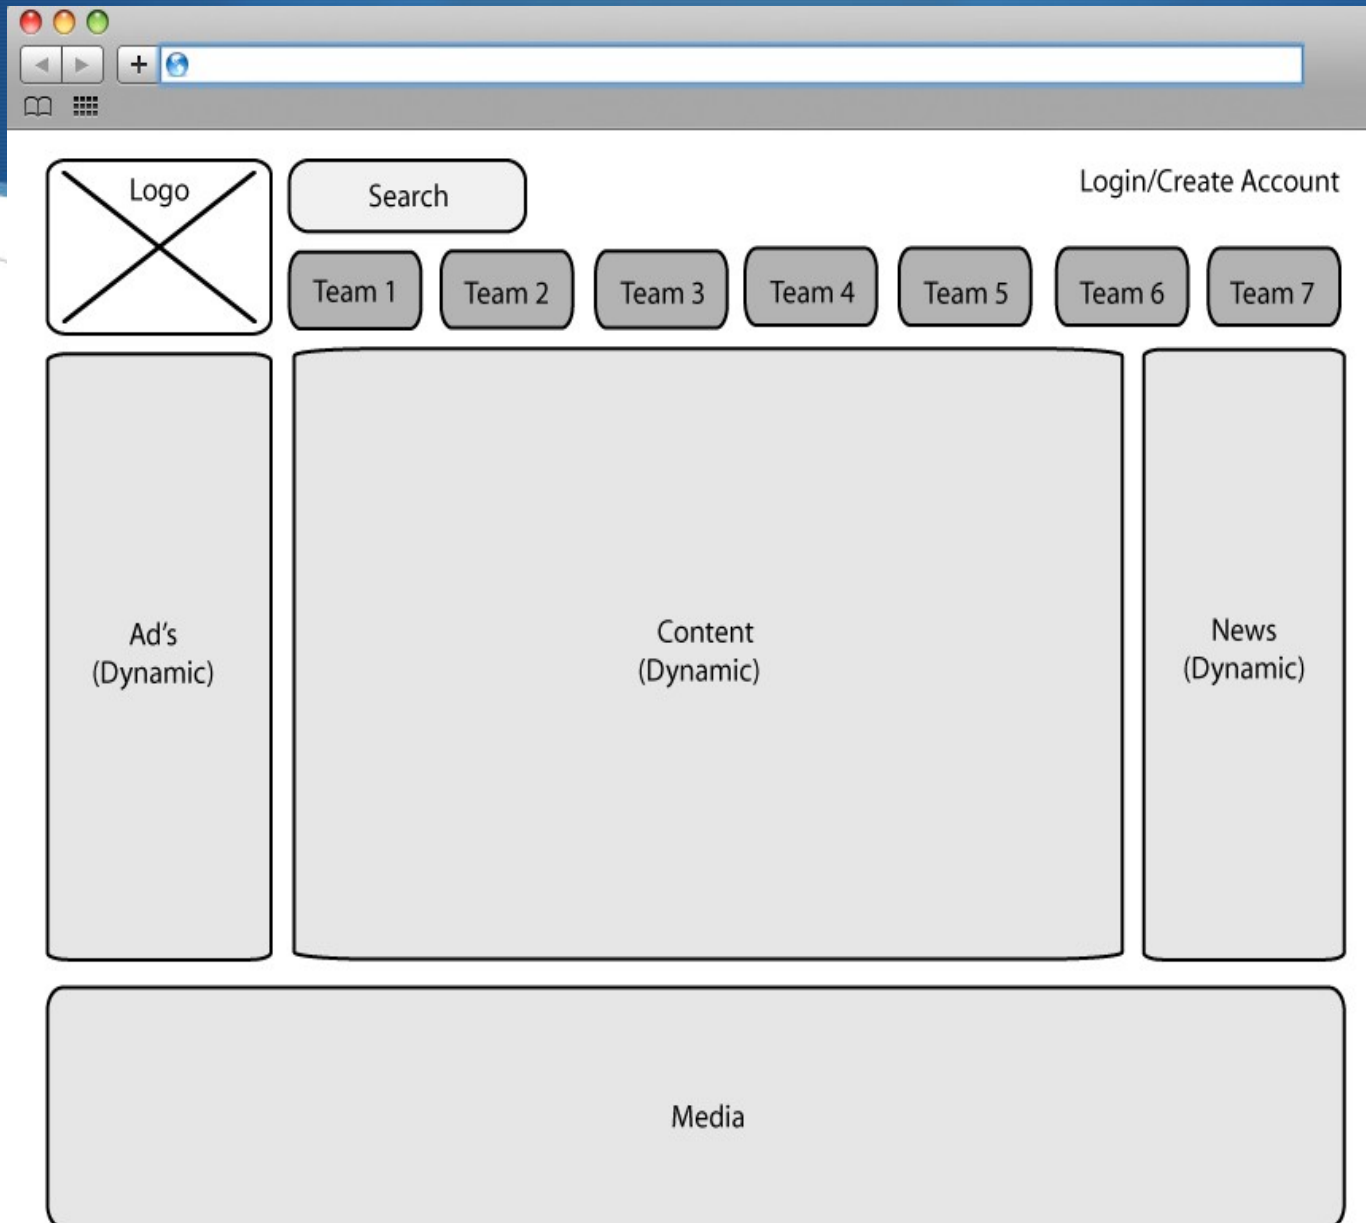 Logo
Search
Login/Create Account
Team 1
Team 2
Team 3
Team 4
Team 5
Team 6
Team 7
Ad's
(Dynamic)
Content
(Dynamic)
News
(Dynamic)
Media